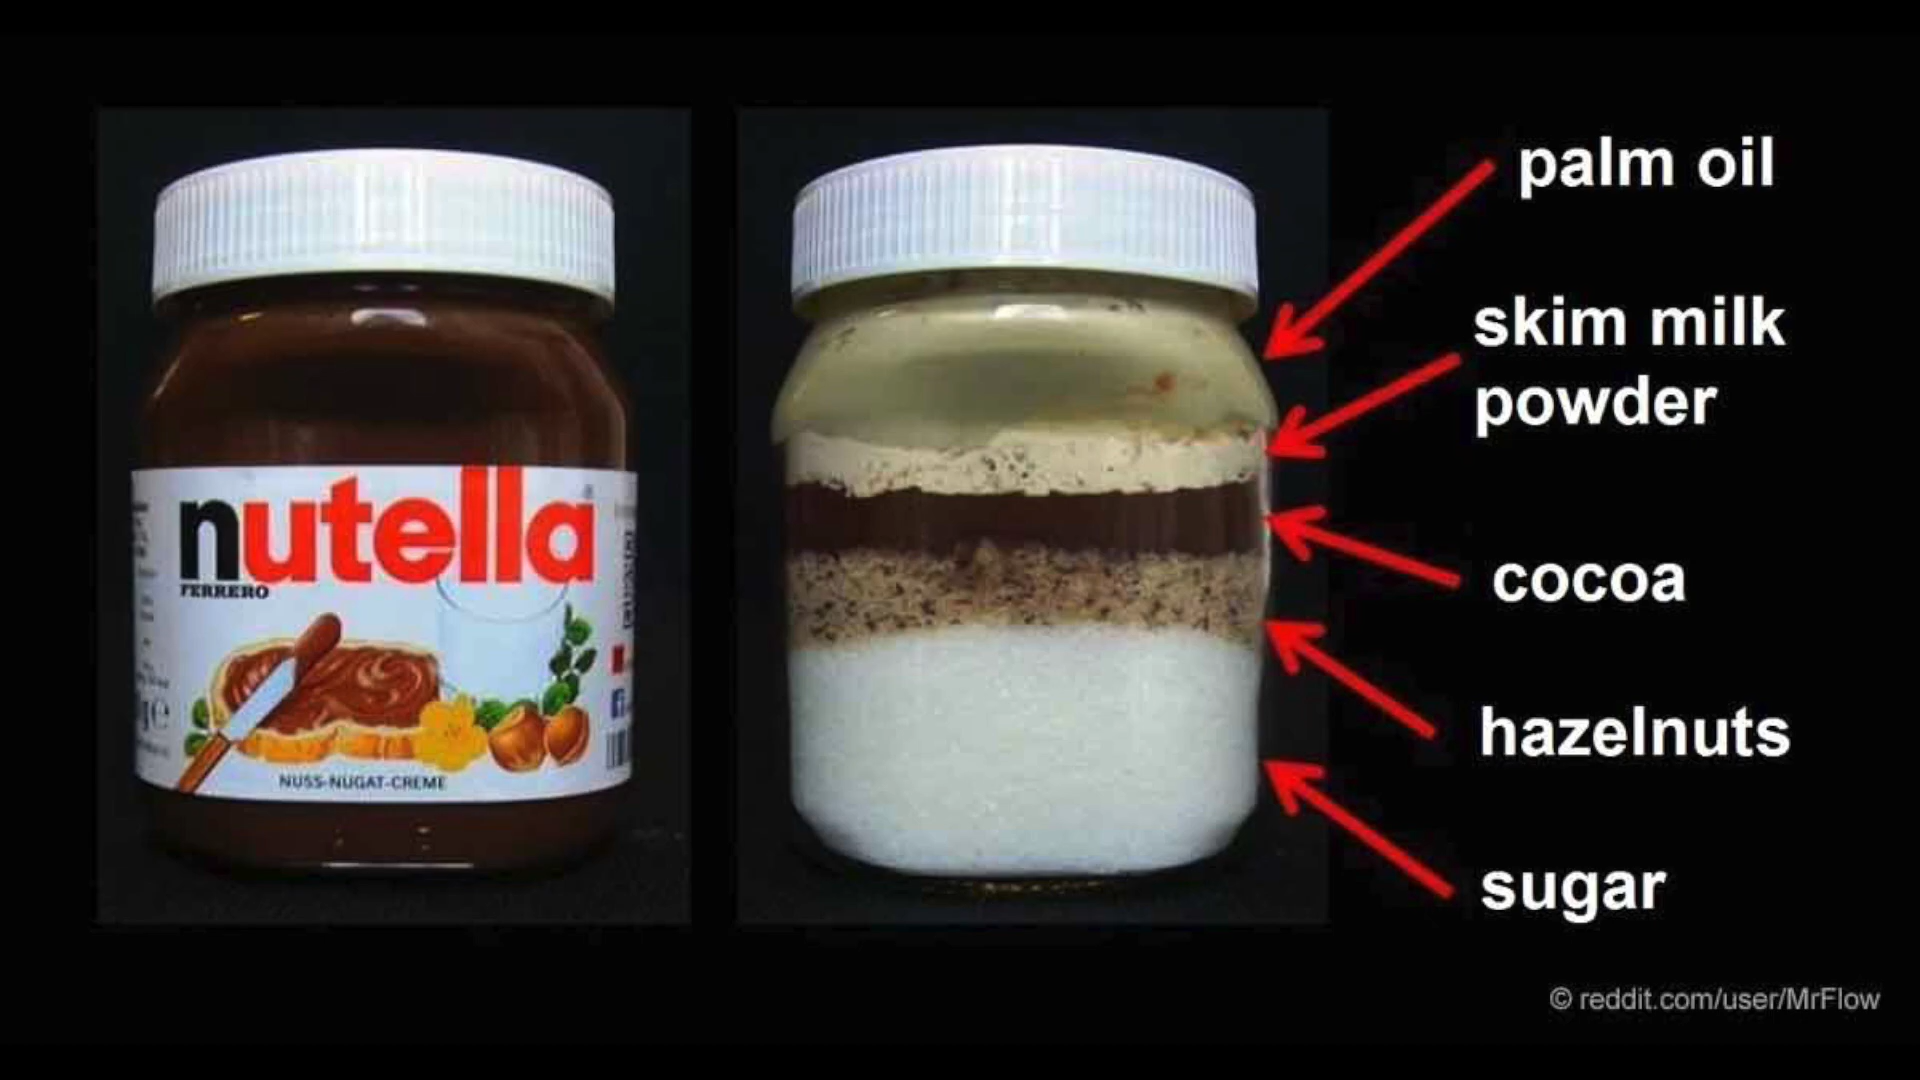 nutella
FERRERO
NUSS-NUGAT-CREME
palm oil
skim milk
powder
cocoa
hazelnuts
sugar
© reddit.com/user/MrFlow